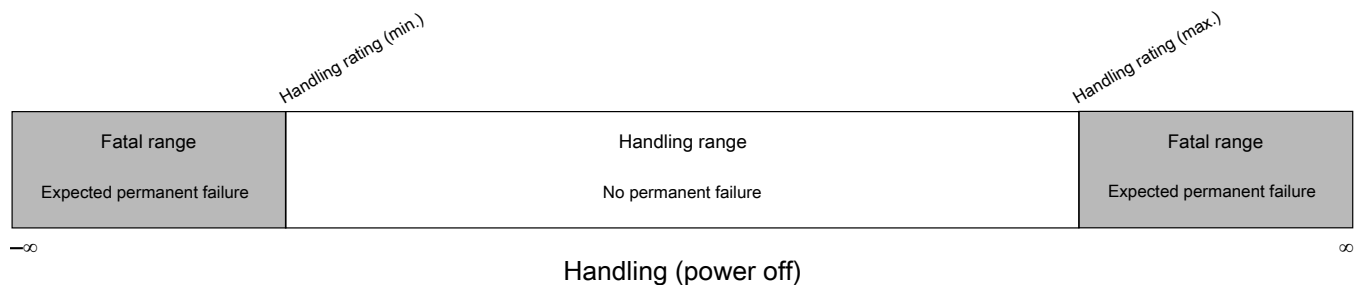 Handling rating (min.)
Handling rating (max.)
Fatal range
Handling range
Fatal range
Expected permanent failure
No permanent failure
Expected permanent failure
–∞
∞
Handling (power off)